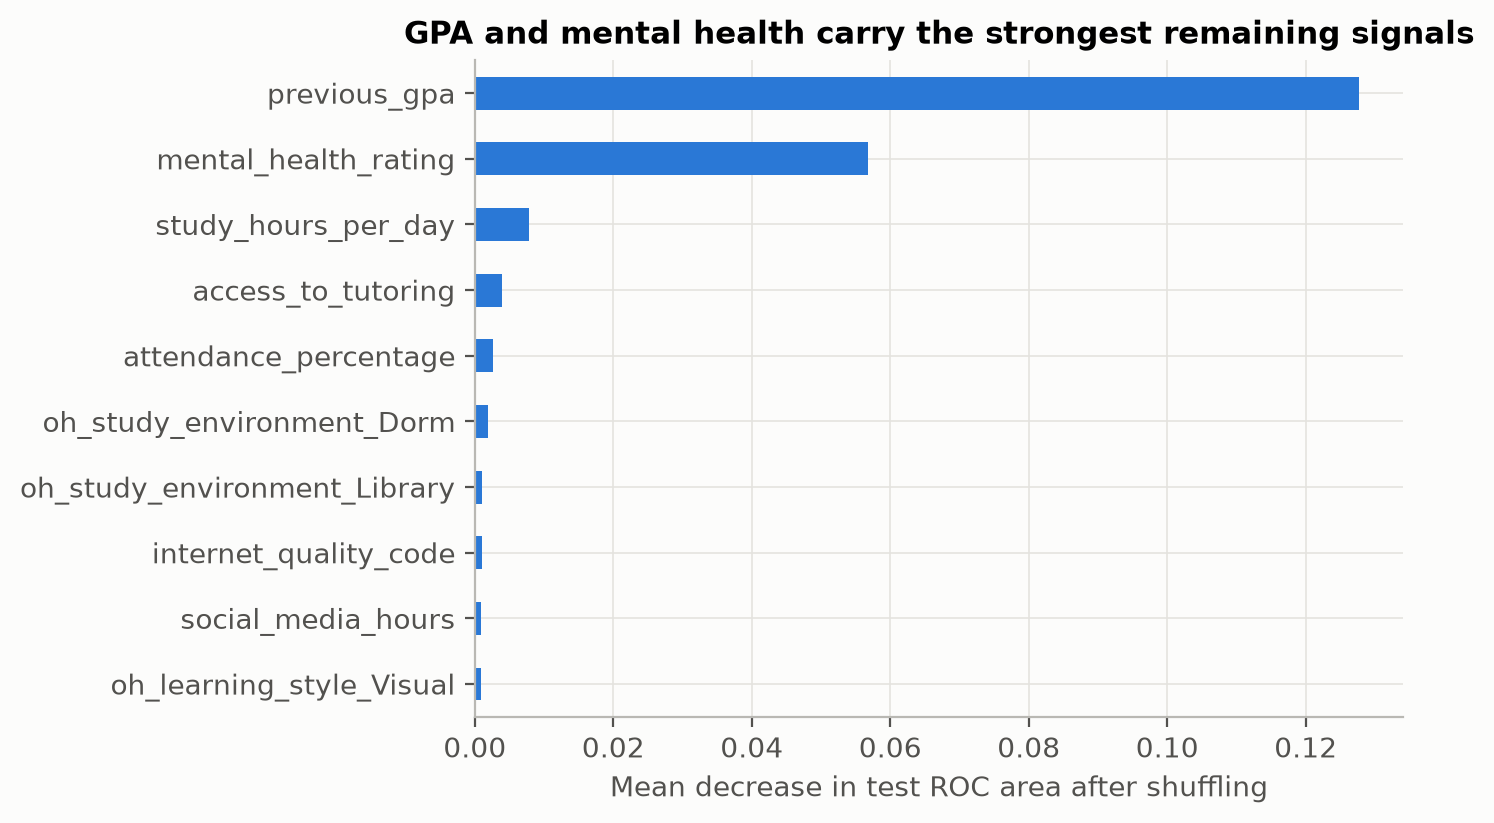 GPA and mental health carry the strongest remaining signals
previous_gpa
mental_health_rating
study_hours_per_day
access_to_tutoring
attendance_percentage
oh_study_environment_Dorm
oh_study_environment_Library
internet_quality_code
social_media_hours
oh_learning_style_Visual
0.00 0.02 0.04 0.06 0.08 0.10 0.12
Mean decrease in test ROC area after shuffling